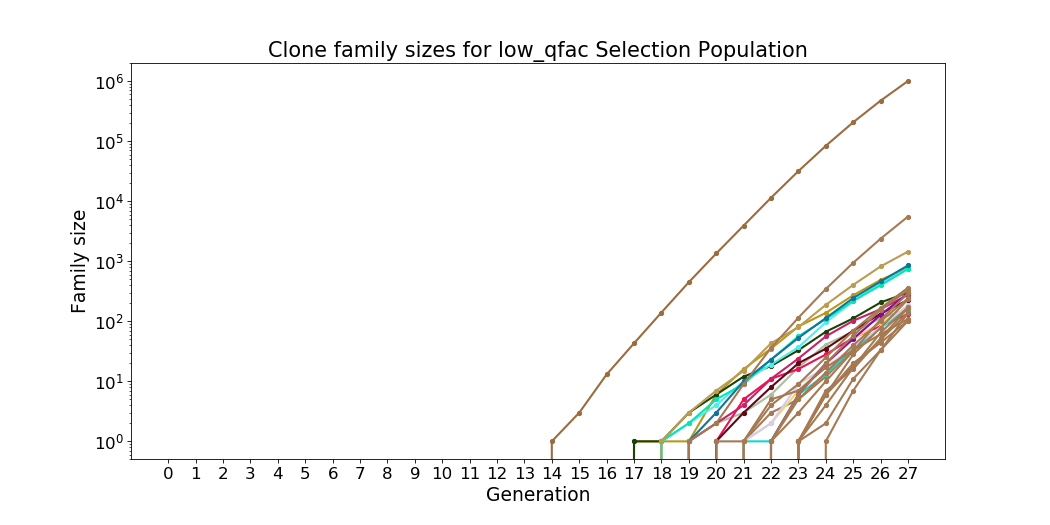 Clone family sizes for low_qfac Selection Population
Family size
10^6
10^5
10^4
10^3
10^2
10^1
10^0
0 1 2 3 4 5 6 7 8 9 10 11 12 13 14 15 16 17 18 19 20 21 22 23 24 25 26 27
Generation